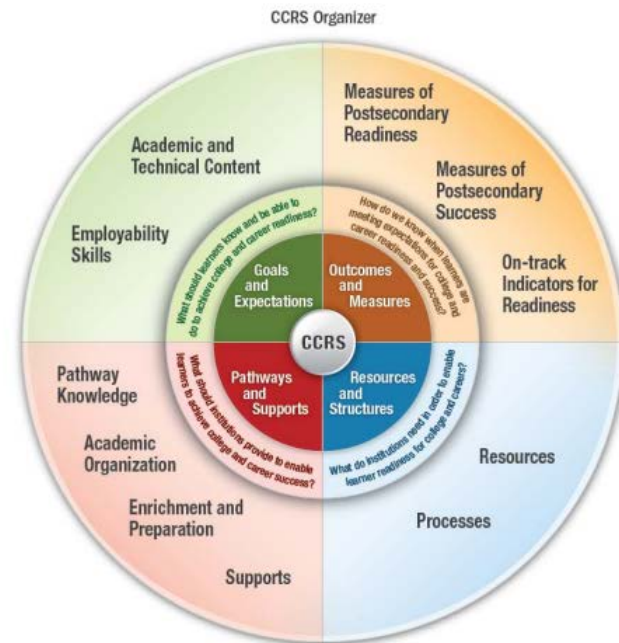 CCRS Organizer
Academic and
Technical Content
Employability
Skills
Measures of
Postsecondary
Readiness
Measures of
Postsecondary
Success
On-track
Indicators for
Readiness
What should learners know and be able to
do to achieve college and career readiness?
How do we know when learners are
meeting expectations for college and
career readiness and success?
Goals
and
Expectations
Outcomes
and
Measures
CCRS
Pathways
and
Supports
Resources
and
Structures
What should institutions provide to enable
learners to achieve college and career success?
What do institutions need in order to enable
learner readiness for college and careers?
Pathway
Knowledge
Academic
Organization
Enrichment and
Preparation
Supports
Resources
Processes